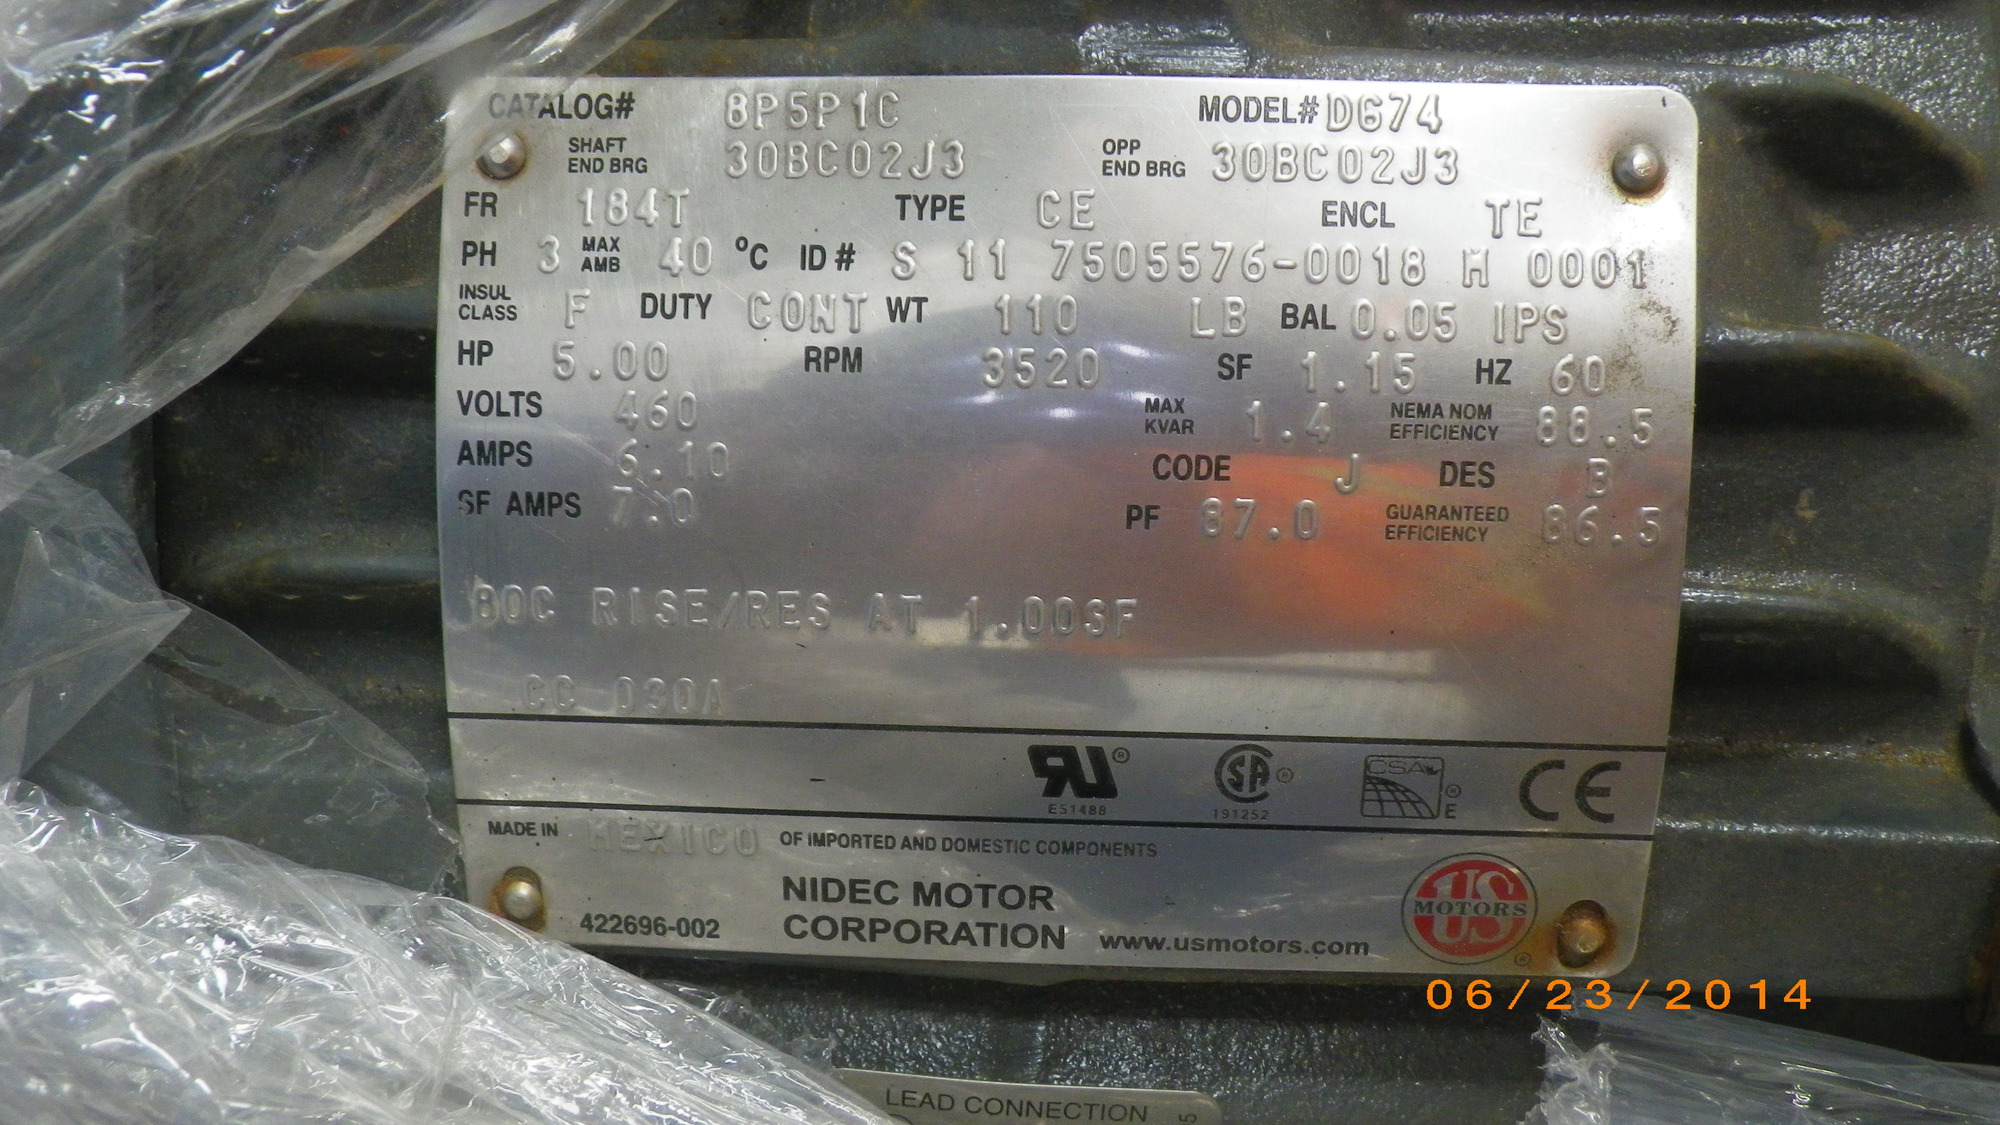 CATALOG# 8P5P1C MODEL# DG74
SHAFT END BRG 30BC02J3 OPP END BRG 30BC02J3
FR 184T TYPE CE ENCL TE
PH 3 MAX AMB 40 °C ID# S 11 7505576-0018 M 0001
INSUL CLASS F DUTY CONT WT 110 LB BAL 0.05 IPS
HP 5.00 RPM 3520 SF 1.15 HZ 60
VOLTS 460 MAX KVAR 1.4 NEMA NOM EFFICIENCY 88.5
AMPS 6.10 CODE J DES B
SF AMPS 7.0 PF 87.0 GUARANTEED EFFICIENCY 86.5
80C RISE/RES AT 1.00SF
CC 030A
RU ® SA ® CSA ® E CE
E51488 191252
MADE IN MEXICO OF IMPORTED AND DOMESTIC COMPONENTS
NIDEC MOTOR
422696-002 CORPORATION www.usmotors.com
US MOTORS ®
06/23/2014
LEAD CONNECTION